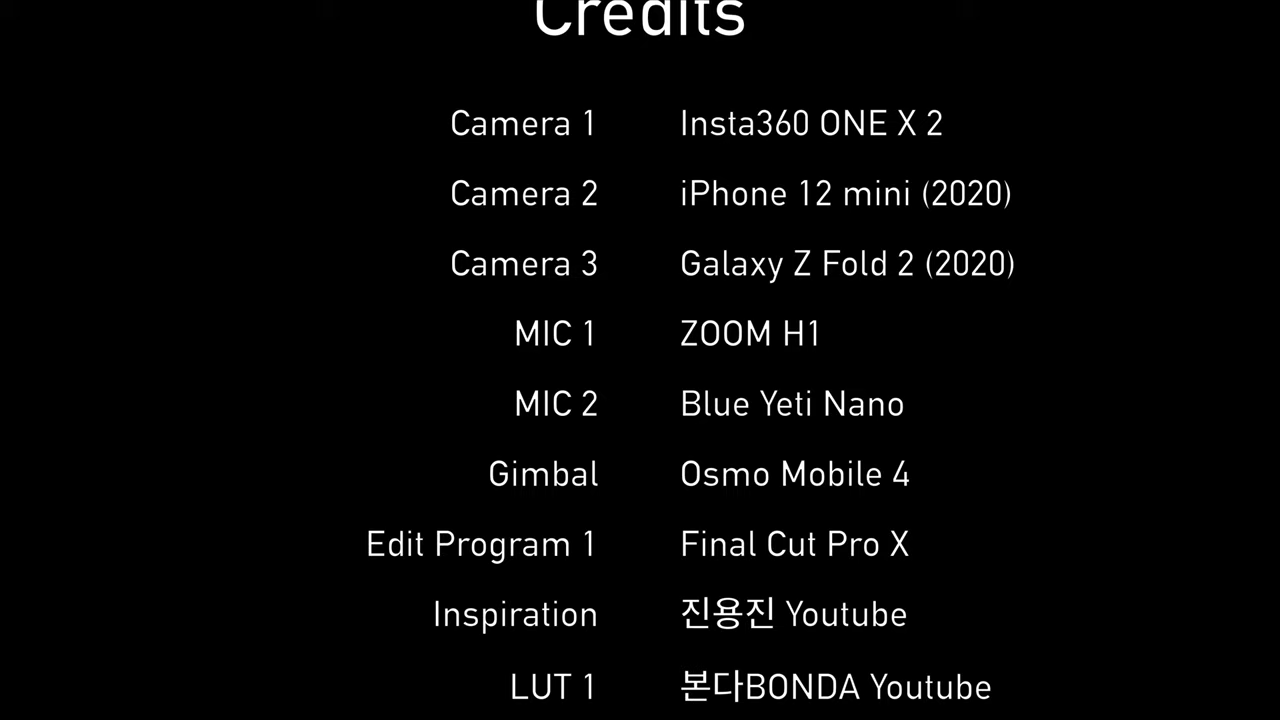 Credits
Camera 1 Insta360 ONE X 2
Camera 2 iPhone 12 mini (2020)
Camera 3 Galaxy Z Fold 2 (2020)
MIC 1 ZOOM H1
MIC 2 Blue Yeti Nano
Gimbal Osmo Mobile 4
Edit Program 1 Final Cut Pro X
Inspiration 진용진 Youtube
LUT 1 본다BONDA Youtube